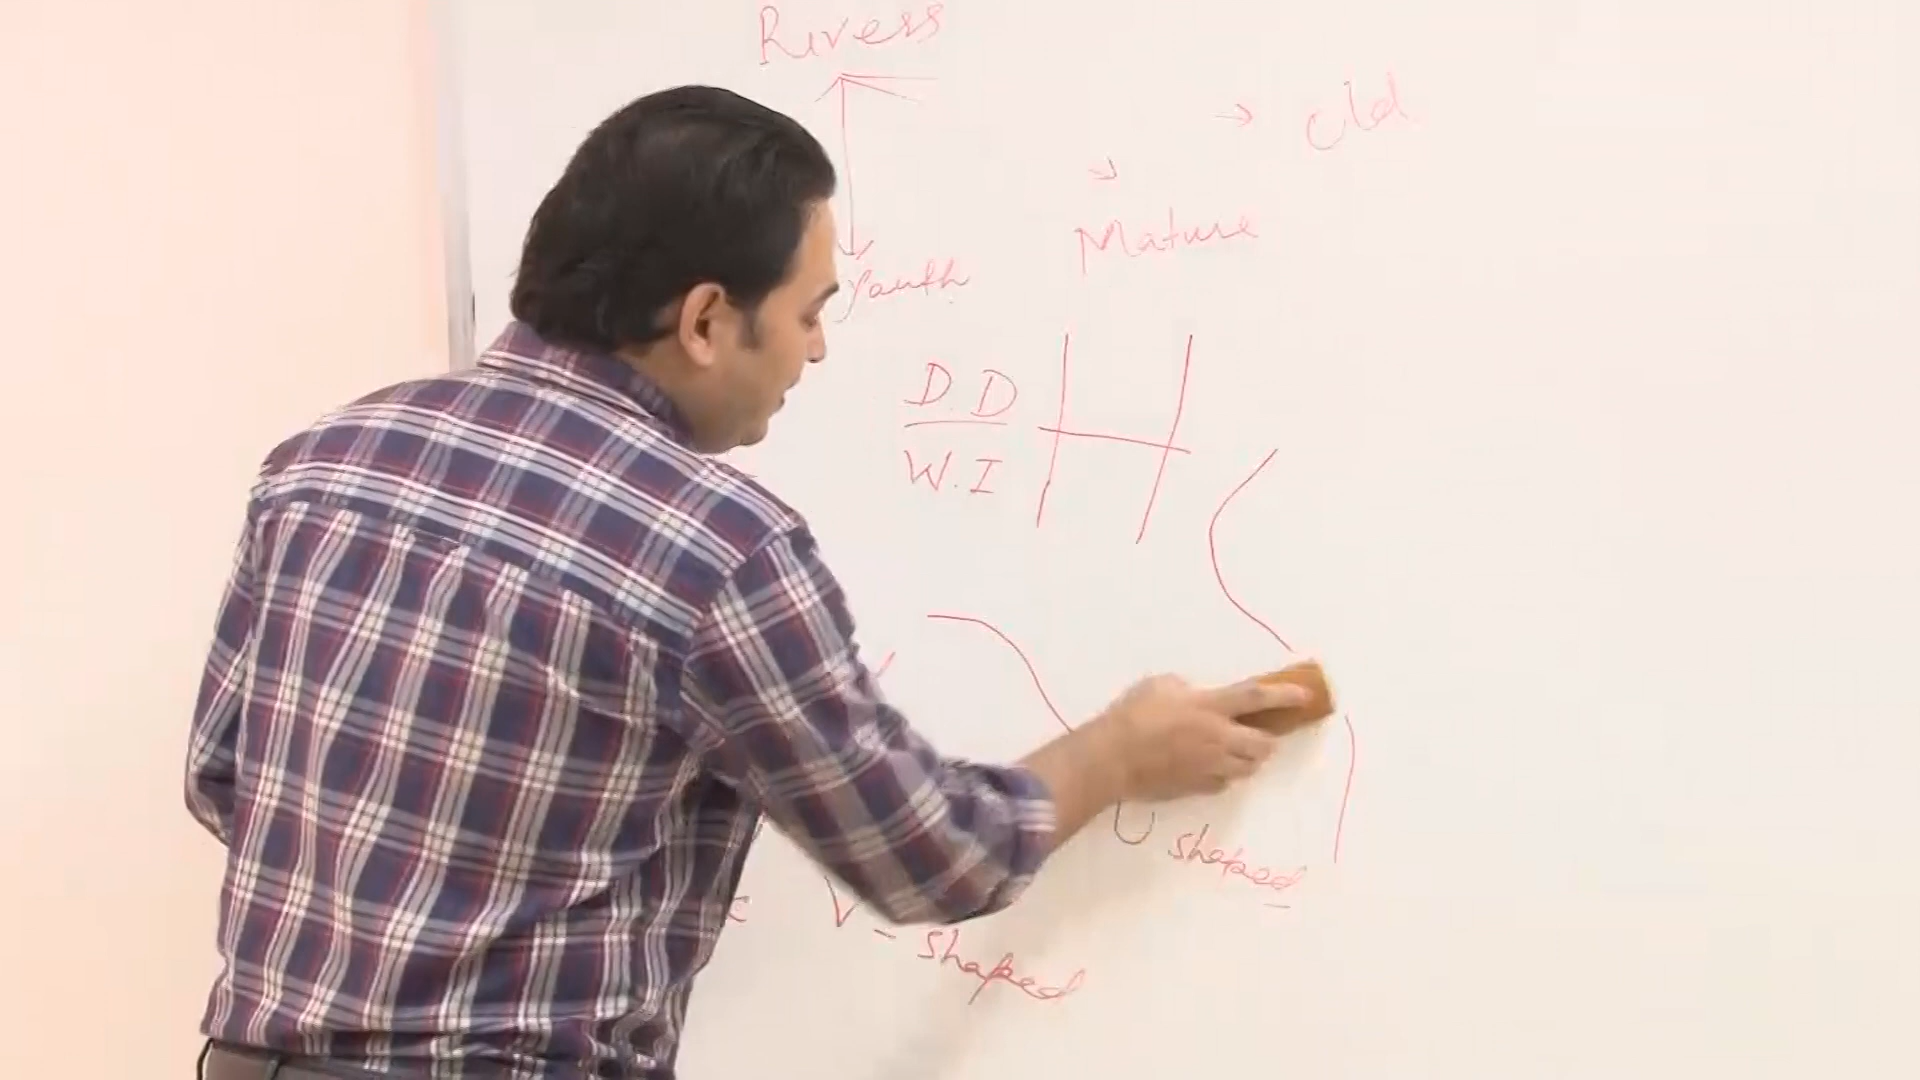 Rivers
Old
Mature
Youth
D.D
W.I
U shaped
V - shaped